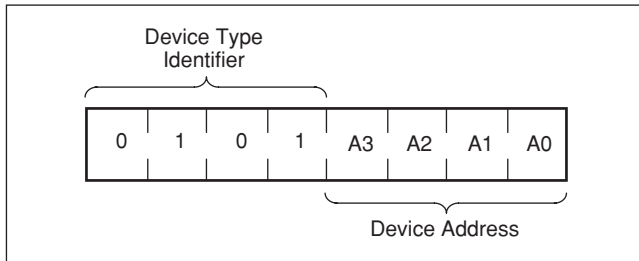 Device Type
Identifier
0 1 0 1 A3 A2 A1 A0
Device Address